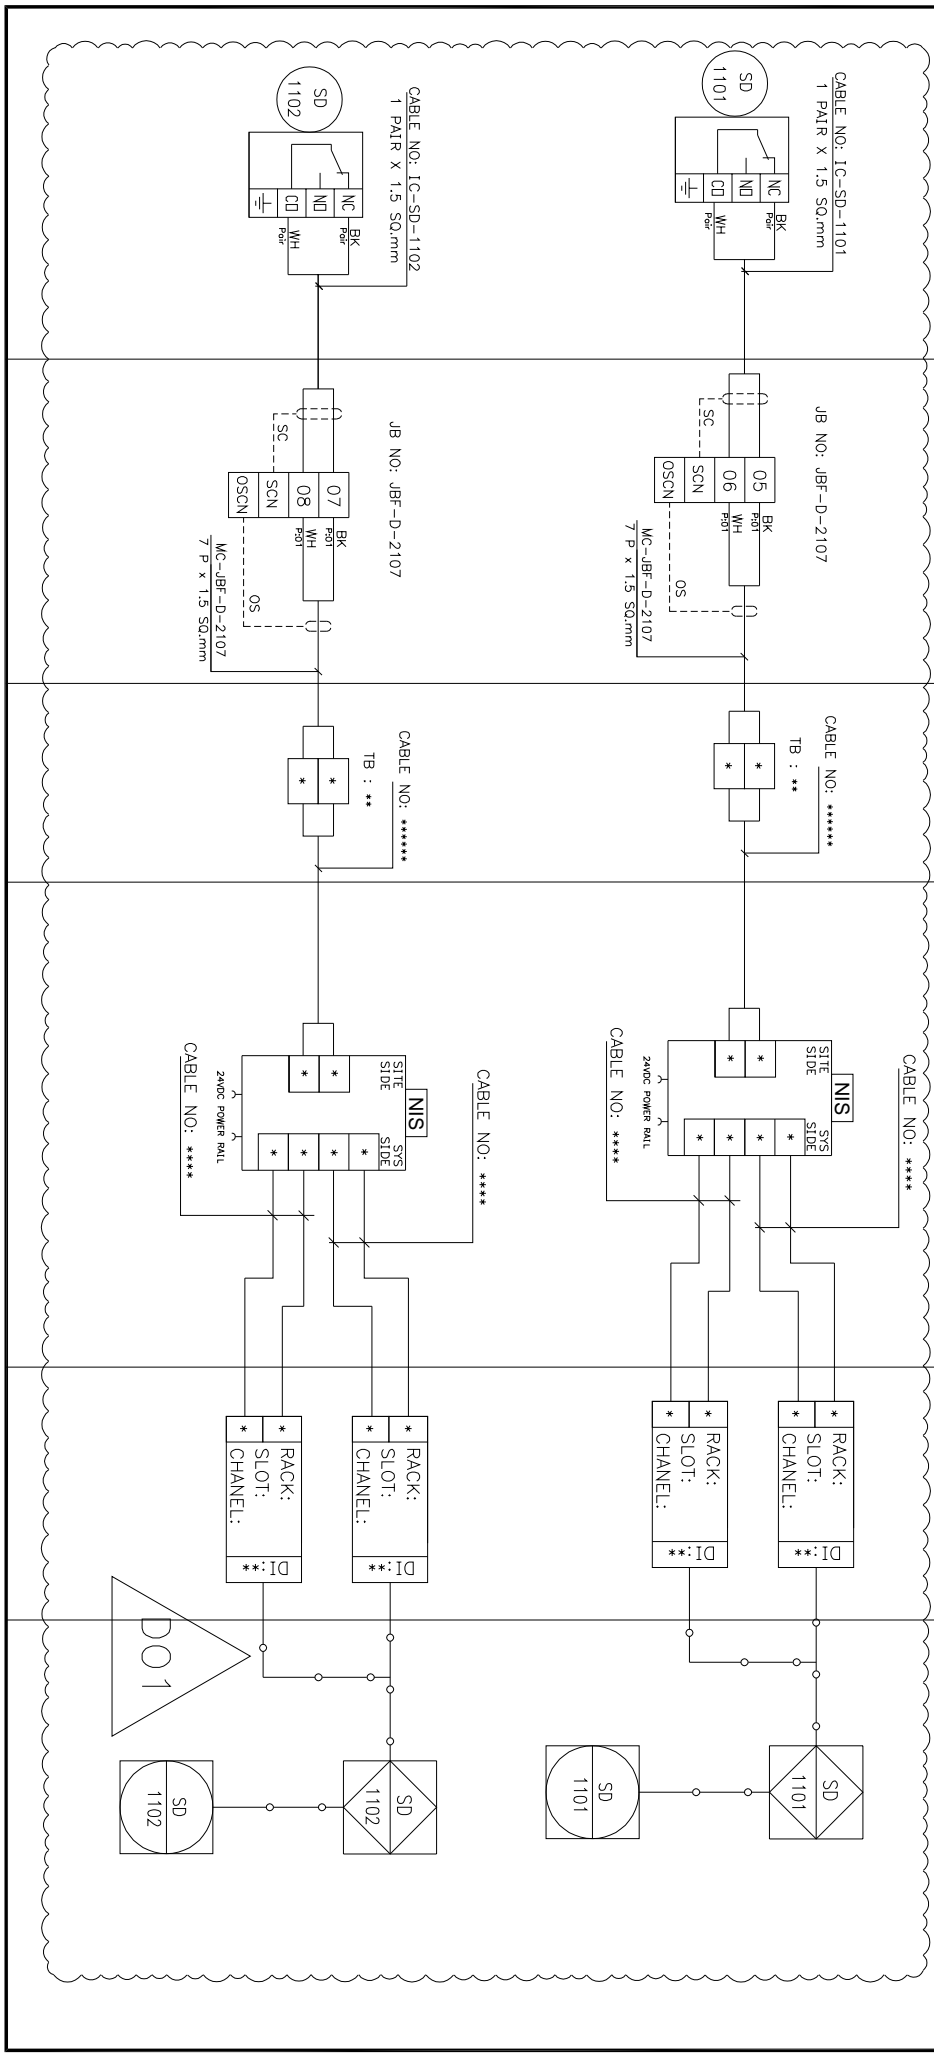 CABLE NO: IC-SD-1101
1 PAIR X 1.5 SQ.mm
SD
1101
NC
NO
CO
BK
Pair
WH
Pair
JB NO: JBF-D-2107
SC
05
06
SCN
OSCN
BK
P:01
WH
P:01
OS
MC-JBF-D-2107
7 P x 1.5 SQ.mm
CABLE NO: ******
TB : **
*
*
NIS
SITE
SIDE
SYS
SIDE
*
*
*
*
*
*
24VDC POWER RAIL
CABLE NO: ****
CABLE NO: ****
*
*
RACK:
SLOT:
CHANEL:
DI:**
*
*
RACK:
SLOT:
CHANEL:
DI:**
SD
1101
SD
1101
CABLE NO: IC-SD-1102
1 PAIR X 1.5 SQ.mm
SD
1102
NC
NO
CO
BK
Pair
WH
Pair
JB NO: JBF-D-2107
SC
07
08
SCN
OSCN
BK
P:01
WH
P:01
OS
MC-JBF-D-2107
7 P x 1.5 SQ.mm
CABLE NO: ******
TB : **
*
*
NIS
SITE
SIDE
SYS
SIDE
*
*
*
*
*
*
24VDC POWER RAIL
CABLE NO: ****
CABLE NO: ****
*
*
RACK:
SLOT:
CHANEL:
DI:**
*
*
RACK:
SLOT:
CHANEL:
DI:**
SD
1102
SD
1102
D01